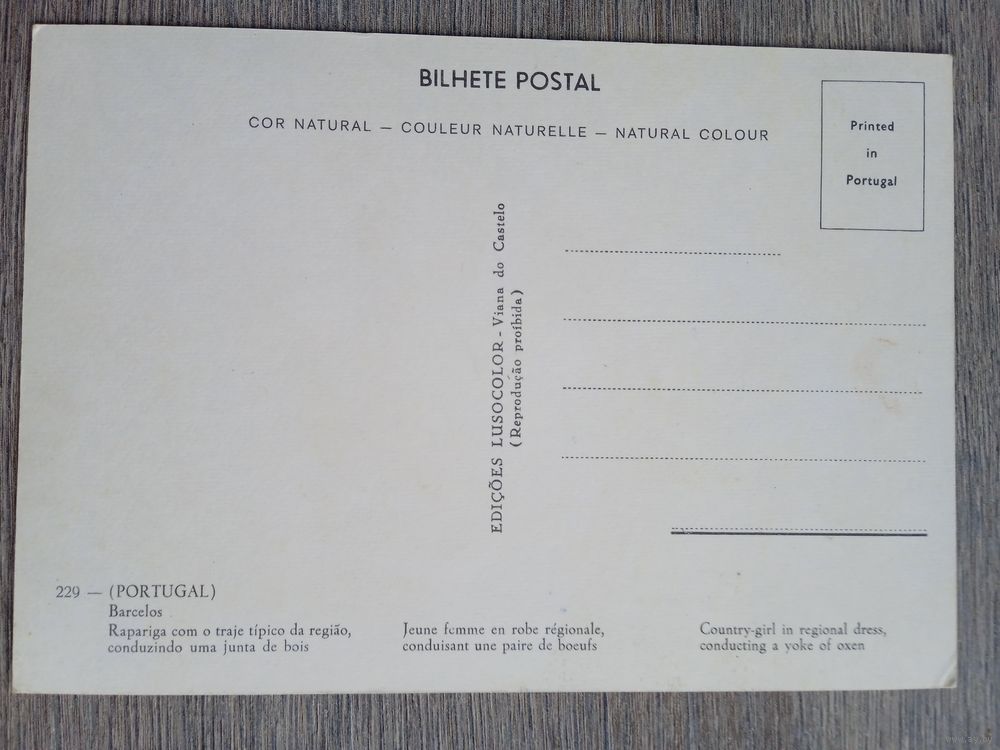 BILHETE POSTAL
COR NATURAL — COULEUR NATURELLE — NATURAL COLOUR
Printed
in
Portugal
EDIÇÕES LUSOCOLOR - Viana do Castelo
(Reprodução proíbida)
229 — (PORTUGAL)
Barcelos
Rapariga com o traje típico da região,
conduzindo uma junta de bois
Jeune femme en robe régionale,
conduisant une paire de boeufs
Country-girl in regional dress,
conducting a yoke of oxen